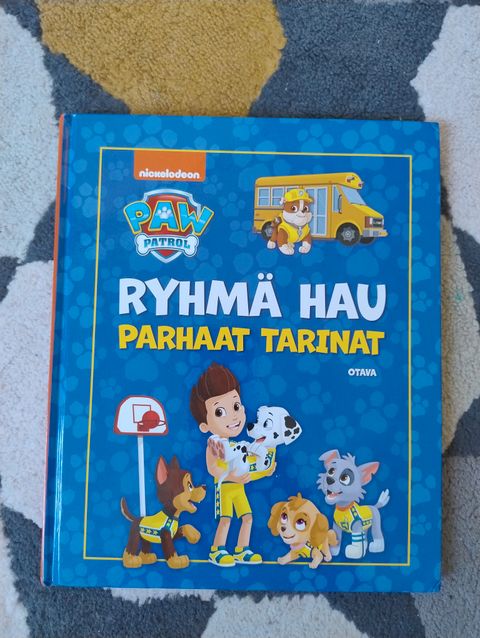 nickelodeon
PAW
PATROL
RYHMÄ HAU
PARHAAT TARINAT
OTAVA